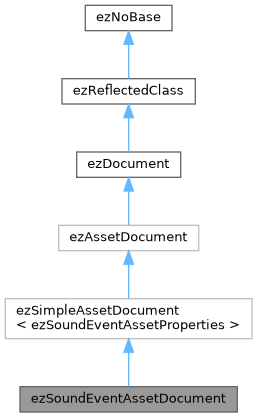 ezNoBase
ezReflectedClass
ezDocument
ezAssetDocument
ezSimpleAssetDocument
< ezSoundEventAssetProperties >
ezSoundEventAssetDocument